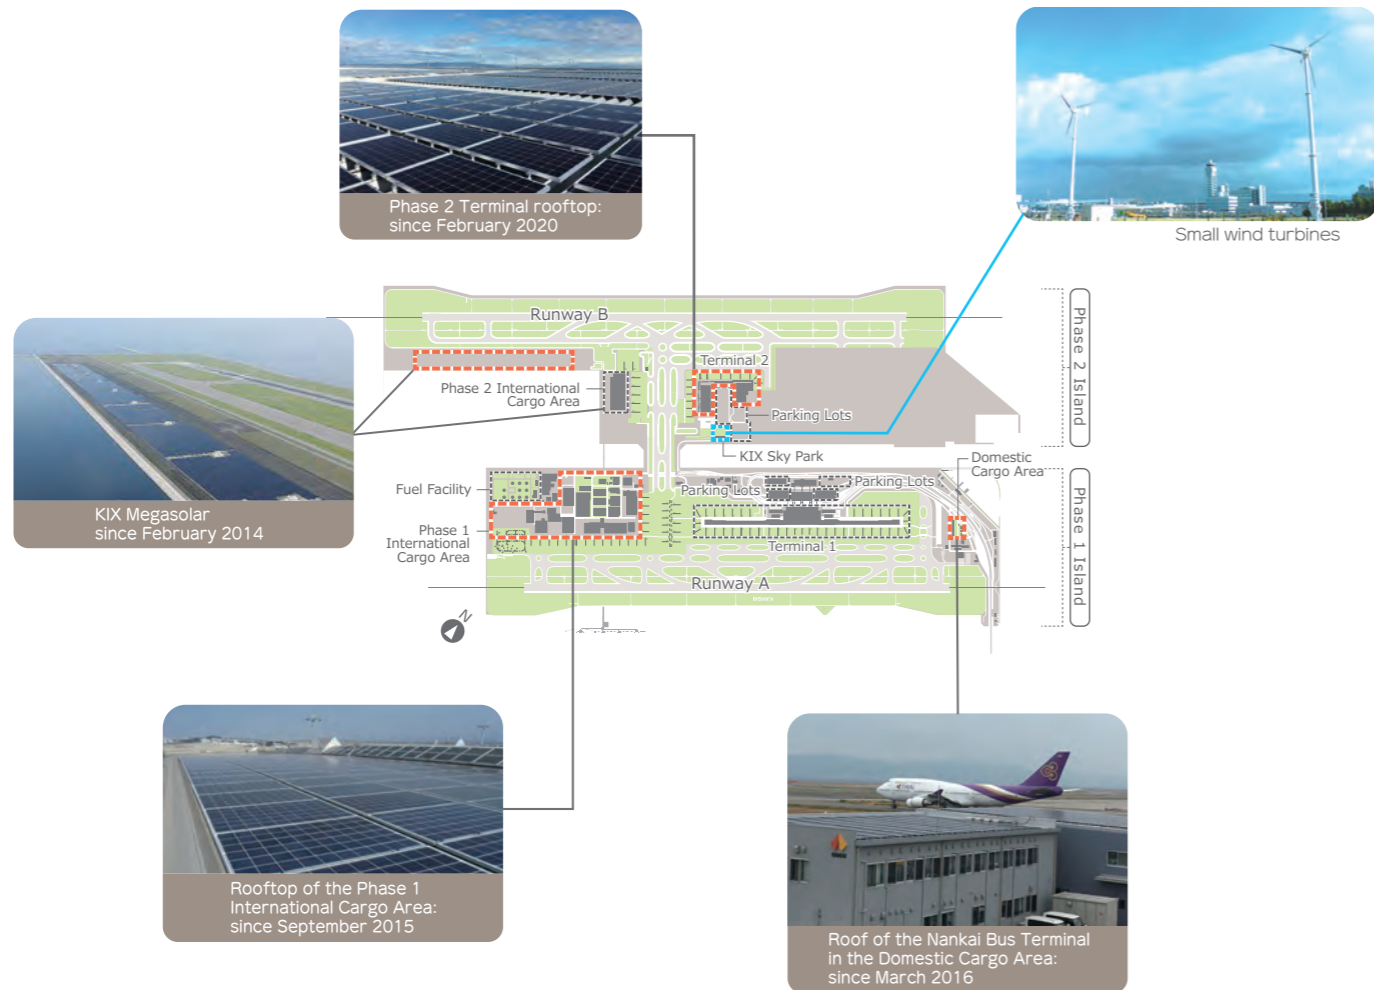 Phase 2 Terminal rooftop:
since February 2020
Small wind turbines
Runway B
Phase 2 Island
Terminal 2
Phase 2 International
Cargo Area
Parking Lots
KIX Sky Park
Domestic
Cargo Area
KIX Megasolar
since February 2014
Fuel Facility
Parking Lots
Parking Lots
Phase 1
International
Cargo Area
Terminal 1
Phase 1 Island
Runway A
N
Rooftop of the Phase 1
International Cargo Area:
since September 2015
Roof of the Nankai Bus Terminal
in the Domestic Cargo Area:
since March 2016